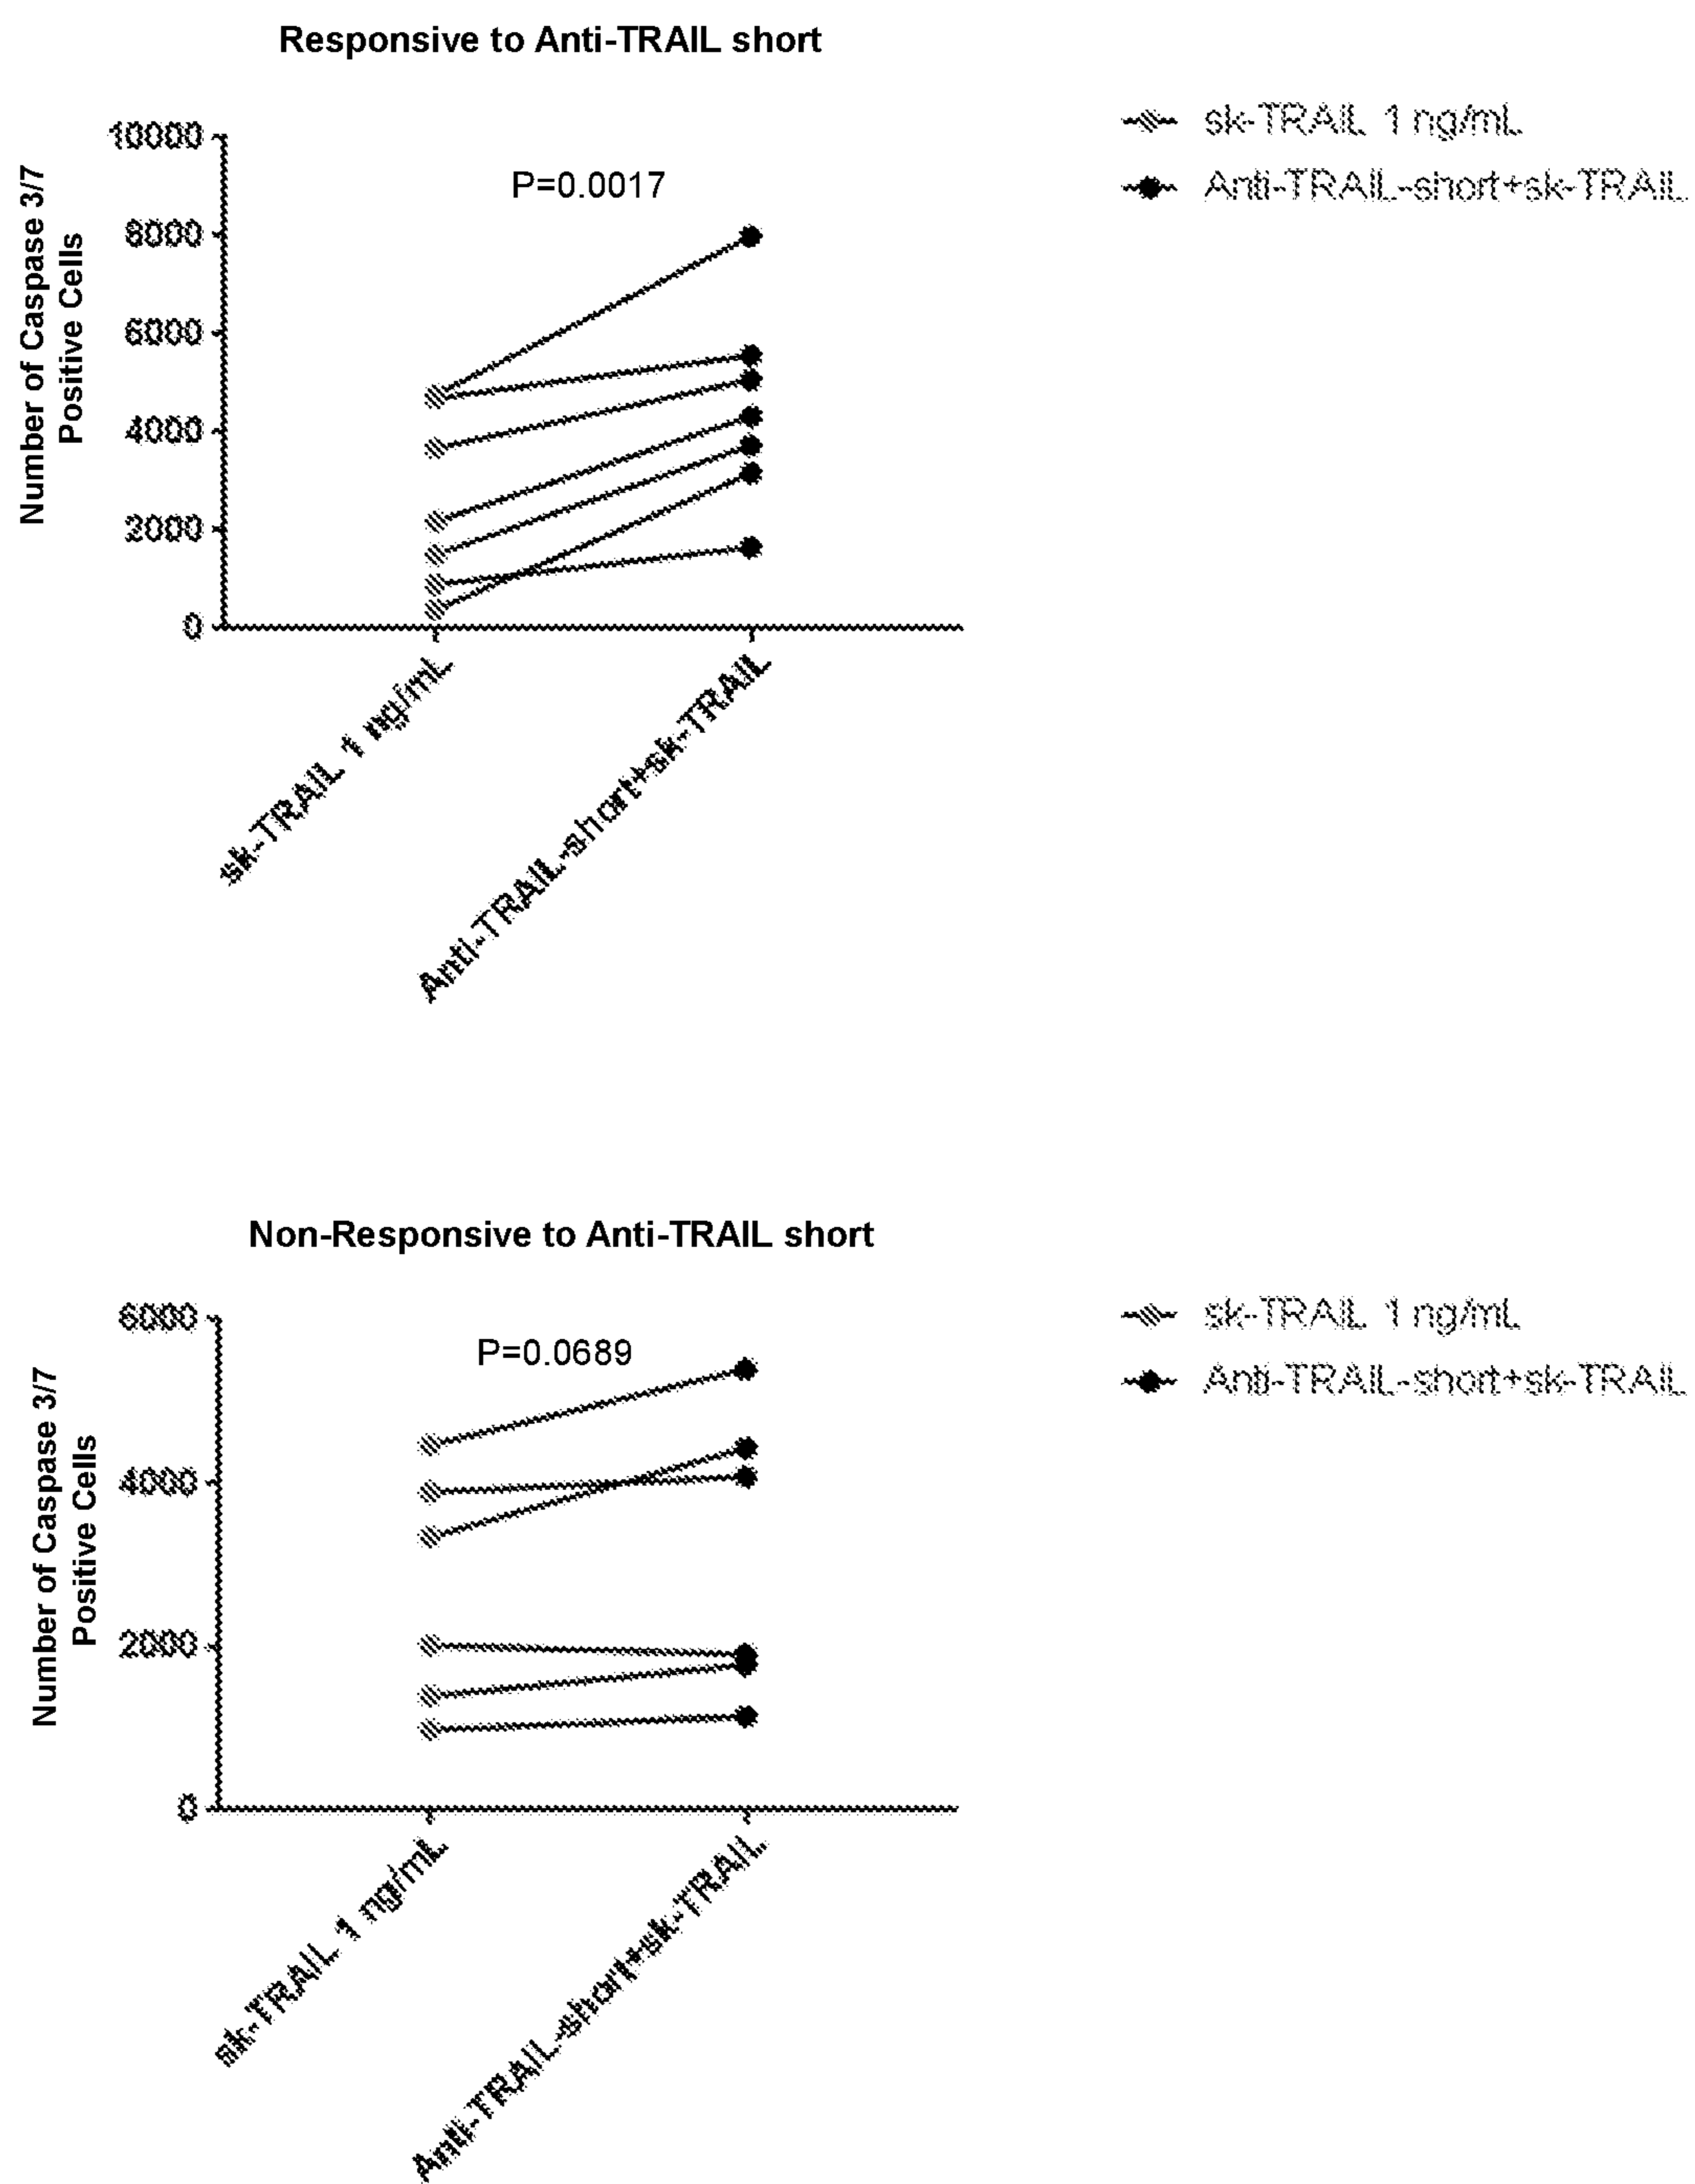 Responsive to Anti-TRAIL short
Number of Caspase 3/7
Positive Cells
10000
8000
6000
4000
2000
0
P=0.0017
sk-TRAIL 1 ng/mL
Anti-TRAIL-short+sk-TRAIL
sk-TRAIL 1 ng/mL
Anti-TRAIL-short+sk-TRAIL
Non-Responsive to Anti-TRAIL short
Number of Caspase 3/7
Positive Cells
6000
4000
2000
0
P=0.0689
sk-TRAIL 1 ng/mL
Anti-TRAIL-short+sk-TRAIL
sk-TRAIL 1 ng/mL
Anti-TRAIL-short+sk-TRAIL